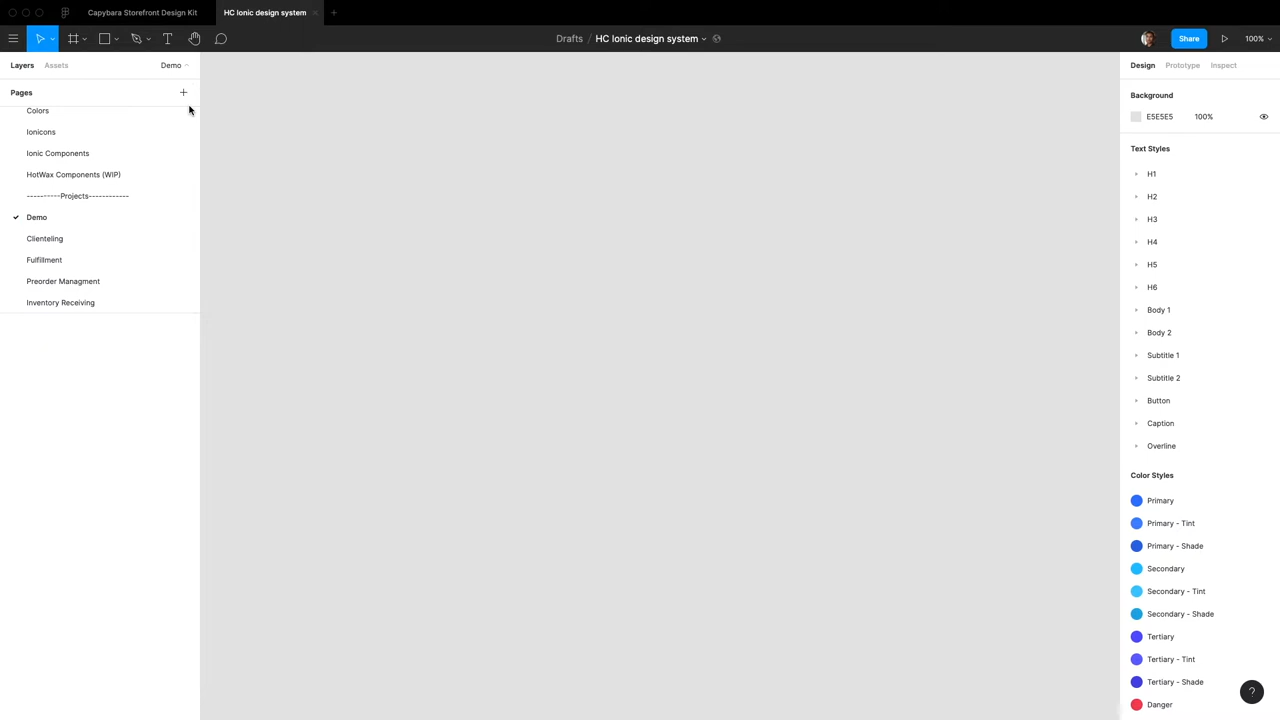 Capybara Storefront Design Kit
HC Ionic design system
Drafts / HC Ionic design system
Share
100%
Layers
Assets
Demo
Design
Prototype
Inspect
Pages
Background
E5E5E5
100%
Colors
Ionicons
Ionic Components
HotWax Components (WIP)
----------Projects------------
Demo
Clienteling
Fulfillment
Preorder Managment
Inventory Receiving
Text Styles
H1
H2
H3
H4
H5
H6
Body 1
Body 2
Subtitle 1
Subtitle 2
Button
Caption
Overline
Color Styles
Primary
Primary - Tint
Primary - Shade
Secondary
Secondary - Tint
Secondary - Shade
Tertiary
Tertiary - Tint
Tertiary - Shade
Danger
?